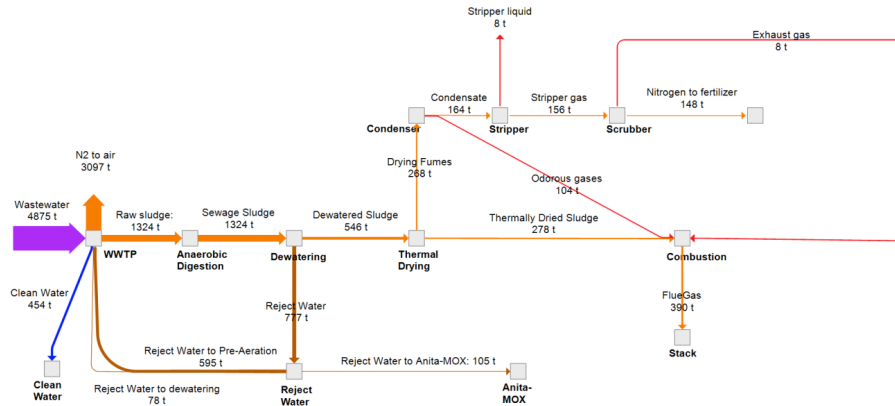 Stripper liquid
8 t
Exhaust gas
8 t
Condensate
164 t
Stripper gas
156 t
Nitrogen to fertilizer
148 t
Condenser
Stripper
Scrubber
N2 to air
3097 t
Drying Fumes
268 t
Odorous gases
104 t
Wastewater
4875 t
Raw sludge:
1324 t
Sewage Sludge
1324 t
Dewatered Sludge
546 t
Thermally Dried Sludge
278 t
WWTP
Anaerobic
Digestion
Dewatering
Thermal
Drying
Combustion
Clean Water
454 t
Reject Water
777 t
FlueGas
390 t
Stack
Reject Water to Pre-Aeration
595 t
Reject Water to Anita-MOX: 105 t
Clean
Water
Reject Water to dewatering
78 t
Reject
Water
Anita-
MOX